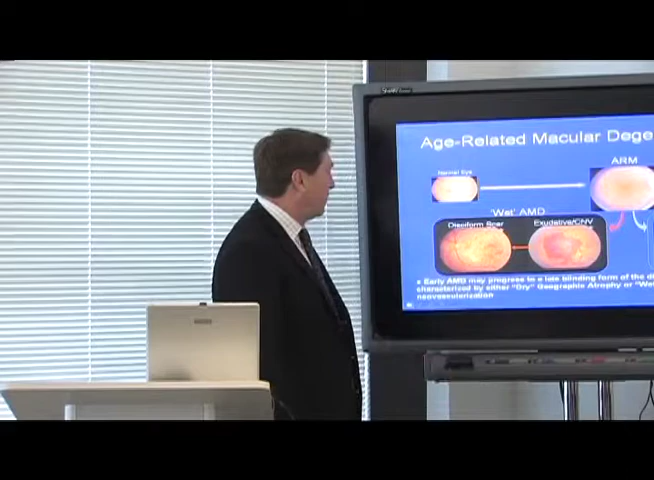 Age-Related Macular Dege
Normal Eye
ARM
'Wet' AMD
Disciform Scar
Exudative/CNV
Early AMD may progress to a late blinding form of the di
characterized by either "Dry" Geographic Atrophy or "Wet
neovascularization